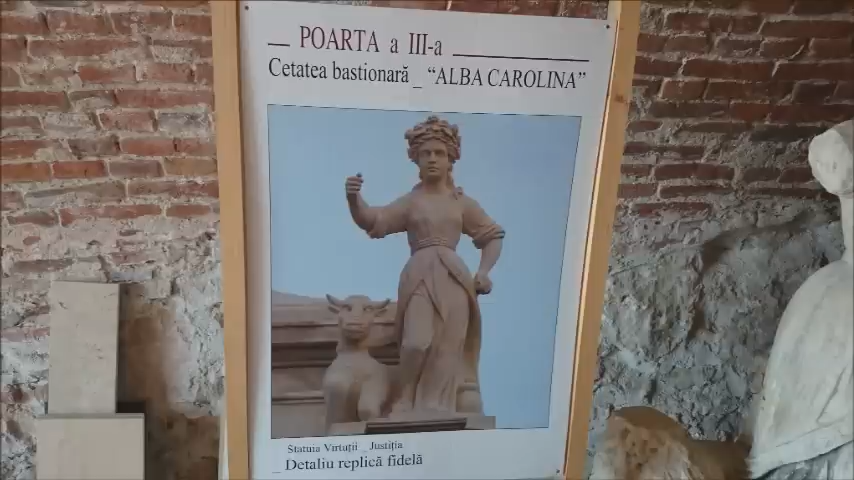 _ POARTA a III-a _
Cetatea bastionară _ “ALBA CAROLINA”
Statuia Virtuții _ Justiția
_ Detaliu replică fidelă